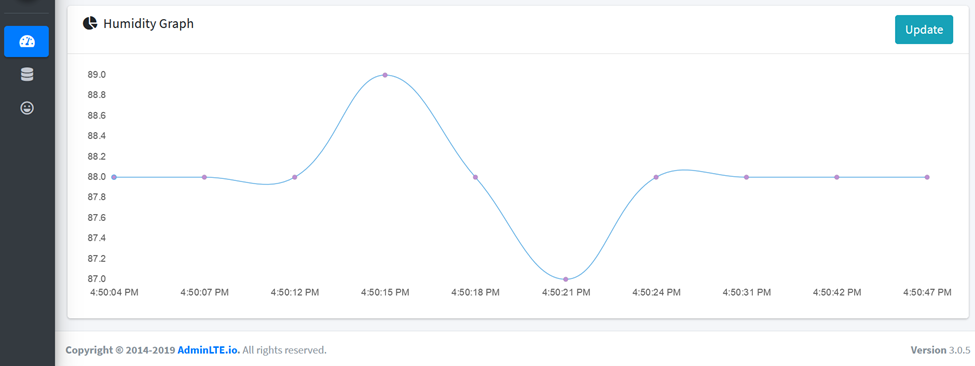 Humidity Graph
Update
89.0
88.8
88.6
88.4
88.2
88.0
87.8
87.6
87.4
87.2
87.0
4:50:04 PM 4:50:07 PM 4:50:12 PM 4:50:15 PM 4:50:18 PM 4:50:21 PM 4:50:24 PM 4:50:31 PM 4:50:42 PM 4:50:47 PM
Copyright © 2014-2019 AdminLTE.io. All rights reserved. Version 3.0.5